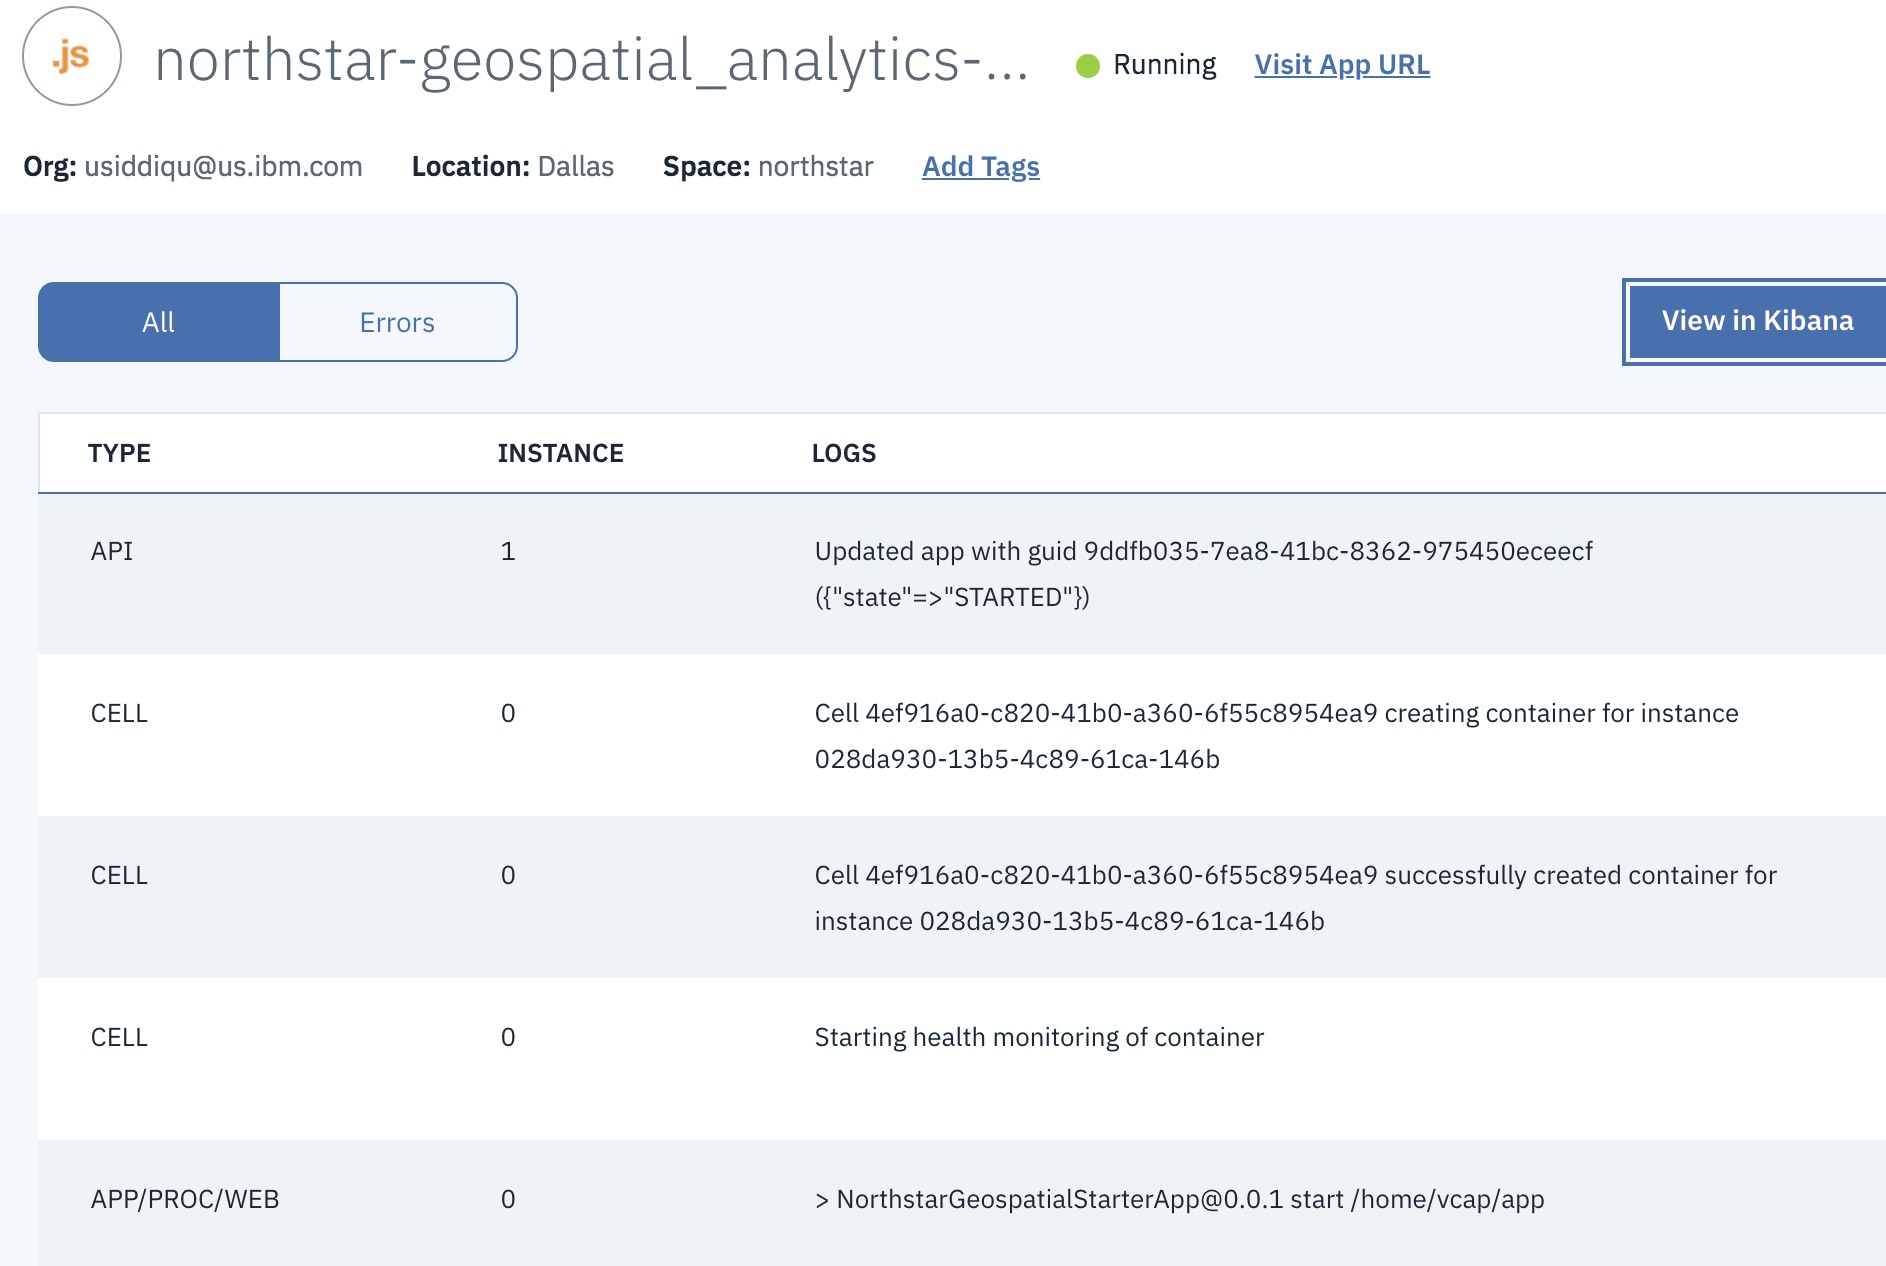 .js
northstar-geospatial_analytics-...
Running
Visit App URL
Org: usiddiqu@us.ibm.com
Location: Dallas
Space: northstar
Add Tags
All
Errors
View in Kibana
TYPE
INSTANCE
LOGS
API
1
Updated app with guid 9ddfb035-7ea8-41bc-8362-975450eceecf
({"state"=>"STARTED"})
CELL
0
Cell 4ef916a0-c820-41b0-a360-6f55c8954ea9 creating container for instance
028da930-13b5-4c89-61ca-146b
CELL
0
Cell 4ef916a0-c820-41b0-a360-6f55c8954ea9 successfully created container for
instance 028da930-13b5-4c89-61ca-146b
CELL
0
Starting health monitoring of container
APP/PROC/WEB
0
> NorthstarGeospatialStarterApp@0.0.1 start /home/vcap/app